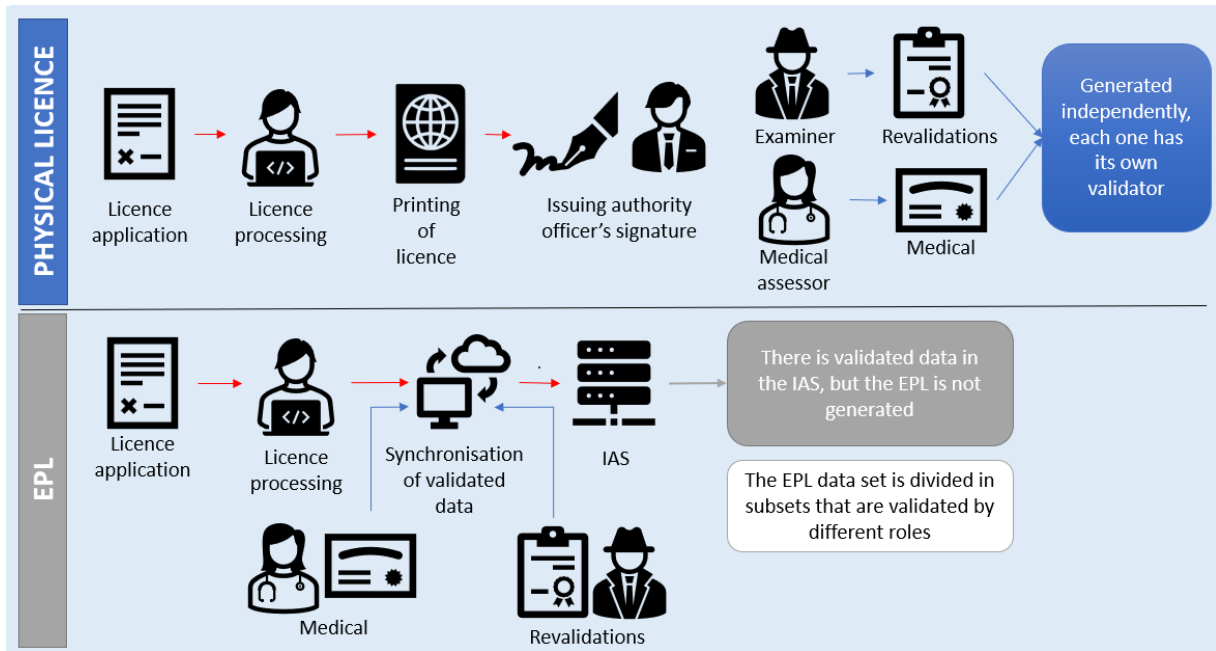 PHYSICAL LICENCE
Licence
application
Licence
processing
</>
Printing
of
licence
Issuing authority
officer's signature
Examiner
Revalidations
Medical
assessor
Medical
Generated
independently,
each one has
its own
validator
EPL
Licence
application
Licence
processing
</>
Synchronisation
of validated
data
IAS
There is validated data in
the IAS, but the EPL is not
generated
The EPL data set is divided in
subsets that are validated by
different roles
Medical
Revalidations